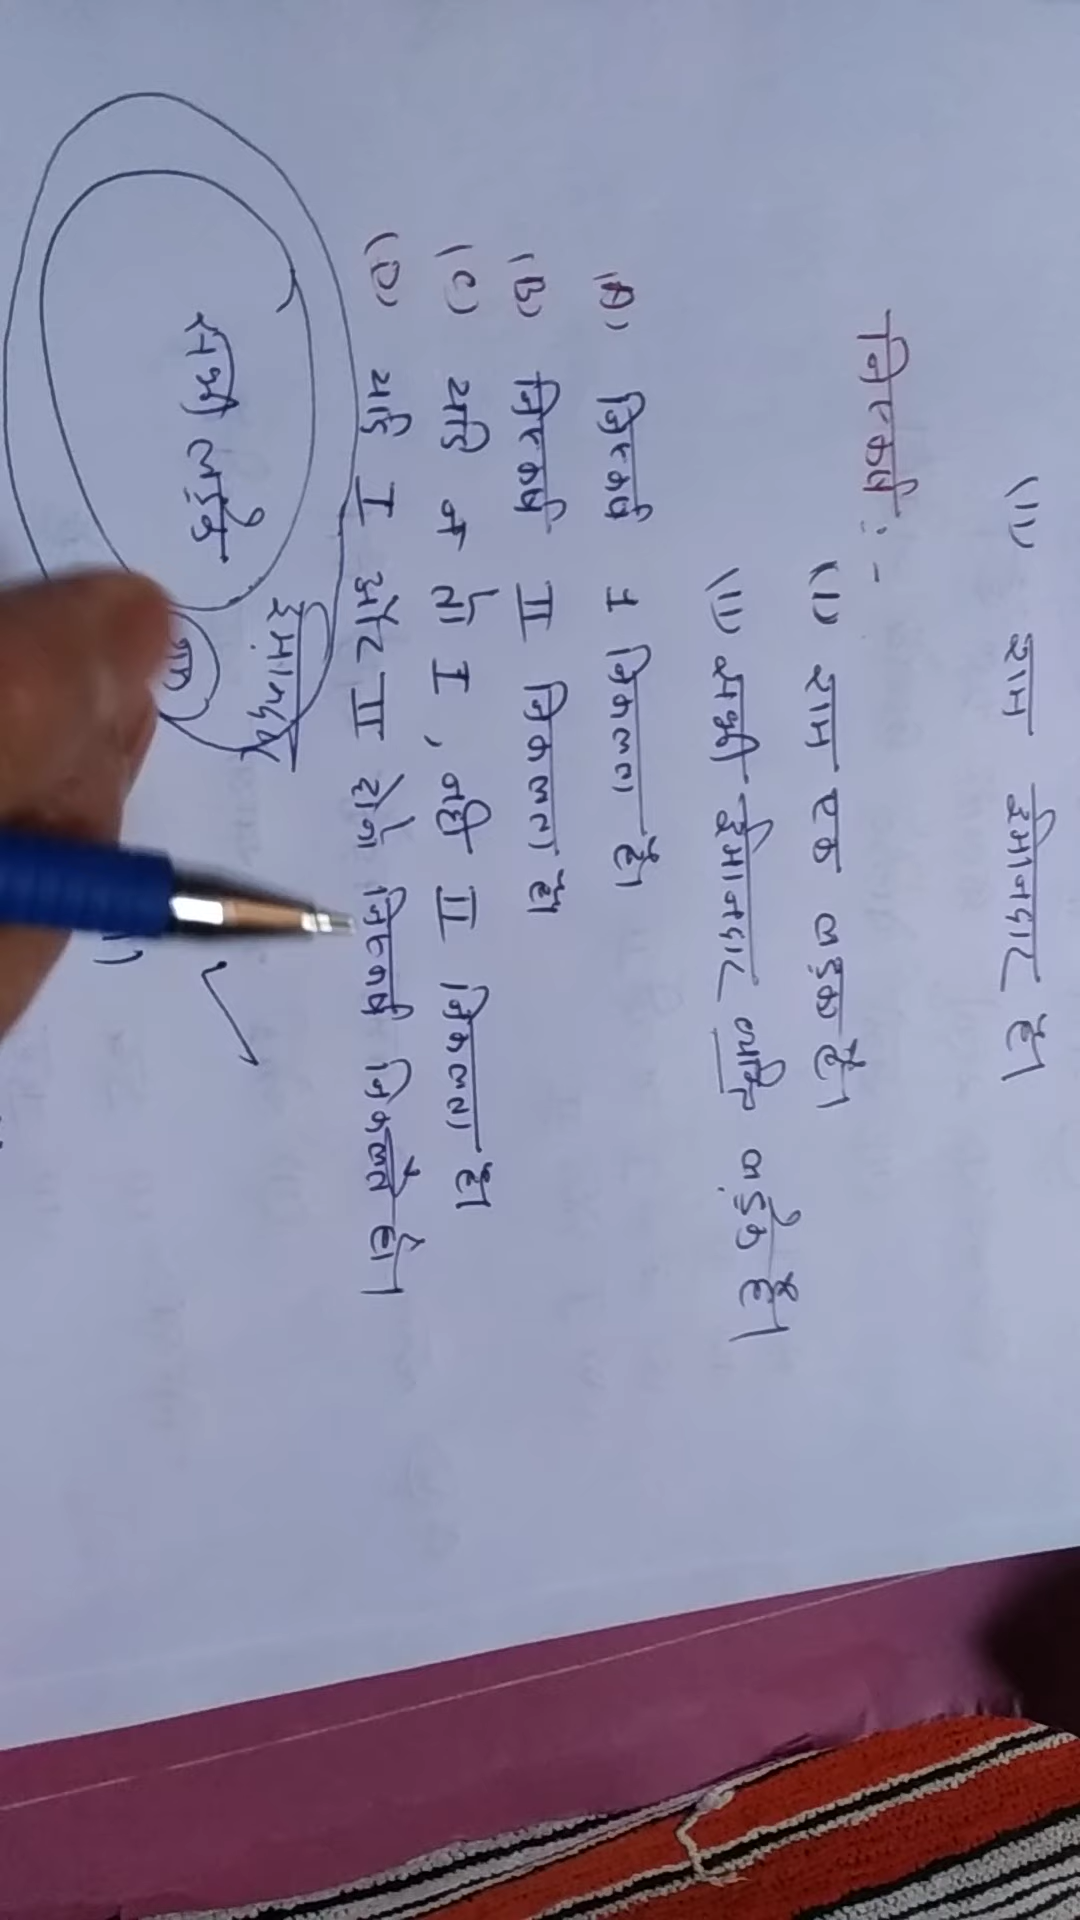 (ii) राम ईमानदार है।
निष्कर्ष :-
(i) राम एक लड़का है।
(ii) सभी ईमानदार व्यक्ति लड़के है।
(A) निष्कर्ष I निकलता है।
(B) निष्कर्ष II निकलता है।
(C) यदि न तो I, नही II निकलता है।
(D) यदि I और II दोनो निष्कर्ष निकलते है।
ईमानदार
सभी लड़के
राम